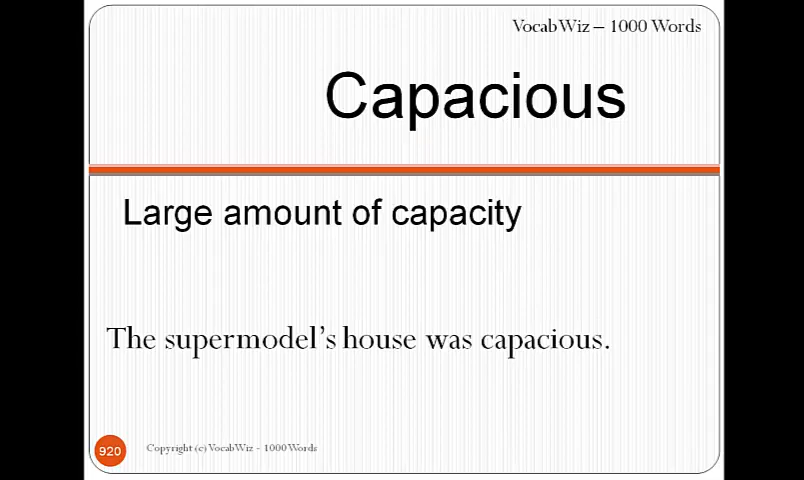 VocabWiz – 1000 Words
Capacious
Large amount of capacity
The supermodel’s house was capacious.
920
Copyright (c) VocabWiz - 1000 Words